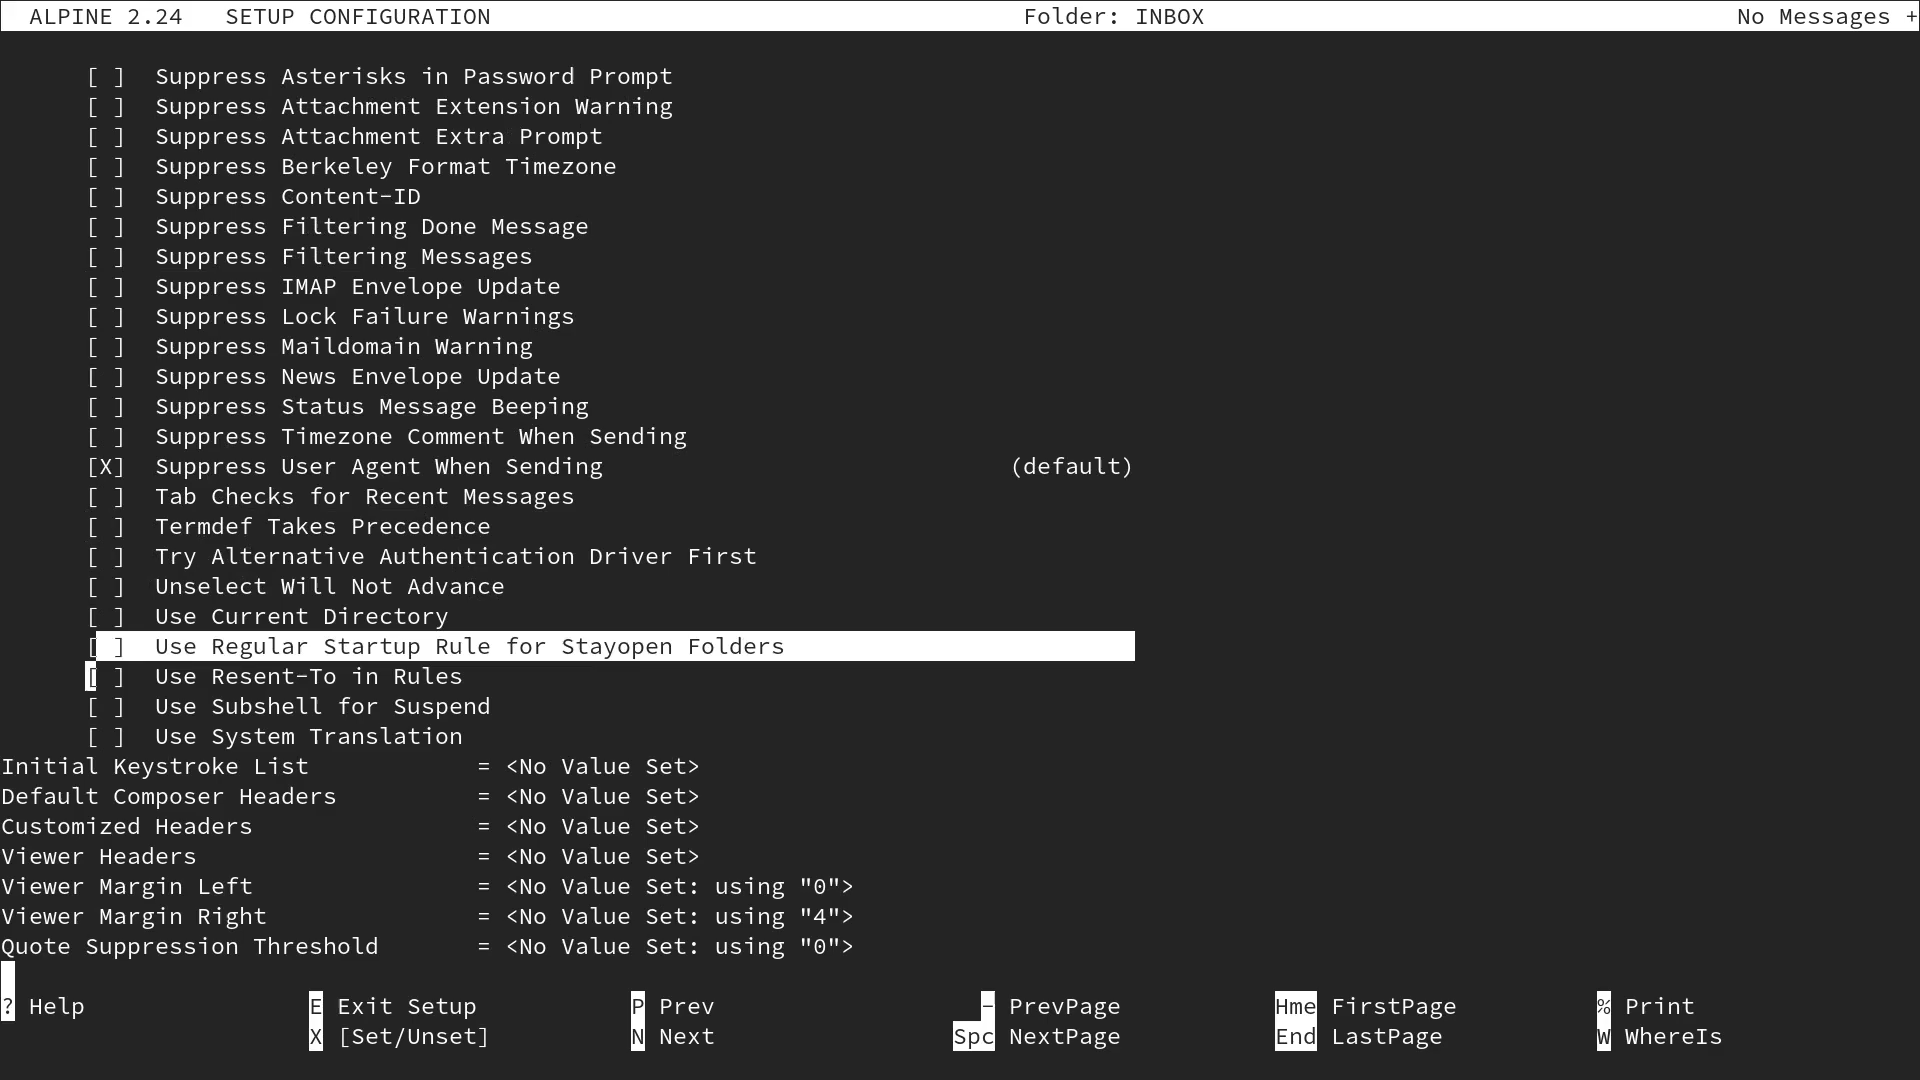 ALPINE 2.24 SETUP CONFIGURATION Folder: INBOX No Messages +
[ ] Suppress Asterisks in Password Prompt
[ ] Suppress Attachment Extension Warning
[ ] Suppress Attachment Extra Prompt
[ ] Suppress Berkeley Format Timezone
[ ] Suppress Content-ID
[ ] Suppress Filtering Done Message
[ ] Suppress Filtering Messages
[ ] Suppress IMAP Envelope Update
[ ] Suppress Lock Failure Warnings
[ ] Suppress Maildomain Warning
[ ] Suppress News Envelope Update
[ ] Suppress Status Message Beeping
[ ] Suppress Timezone Comment When Sending
[X] Suppress User Agent When Sending (default)
[ ] Tab Checks for Recent Messages
[ ] Termdef Takes Precedence
[ ] Try Alternative Authentication Driver First
[ ] Unselect Will Not Advance
[ ] Use Current Directory
[ ] Use Regular Startup Rule for Stayopen Folders
[ ] Use Resent-To in Rules
[ ] Use Subshell for Suspend
[ ] Use System Translation
Initial Keystroke List = <No Value Set>
Default Composer Headers = <No Value Set>
Customized Headers = <No Value Set>
Viewer Headers = <No Value Set>
Viewer Margin Left = <No Value Set: using "0">
Viewer Margin Right = <No Value Set: using "4">
Quote Suppression Threshold = <No Value Set: using "0">
? Help E Exit Setup P Prev - PrevPage Hme FirstPage % Print
X [Set/Unset] N Next Spc NextPage End LastPage W WhereIs